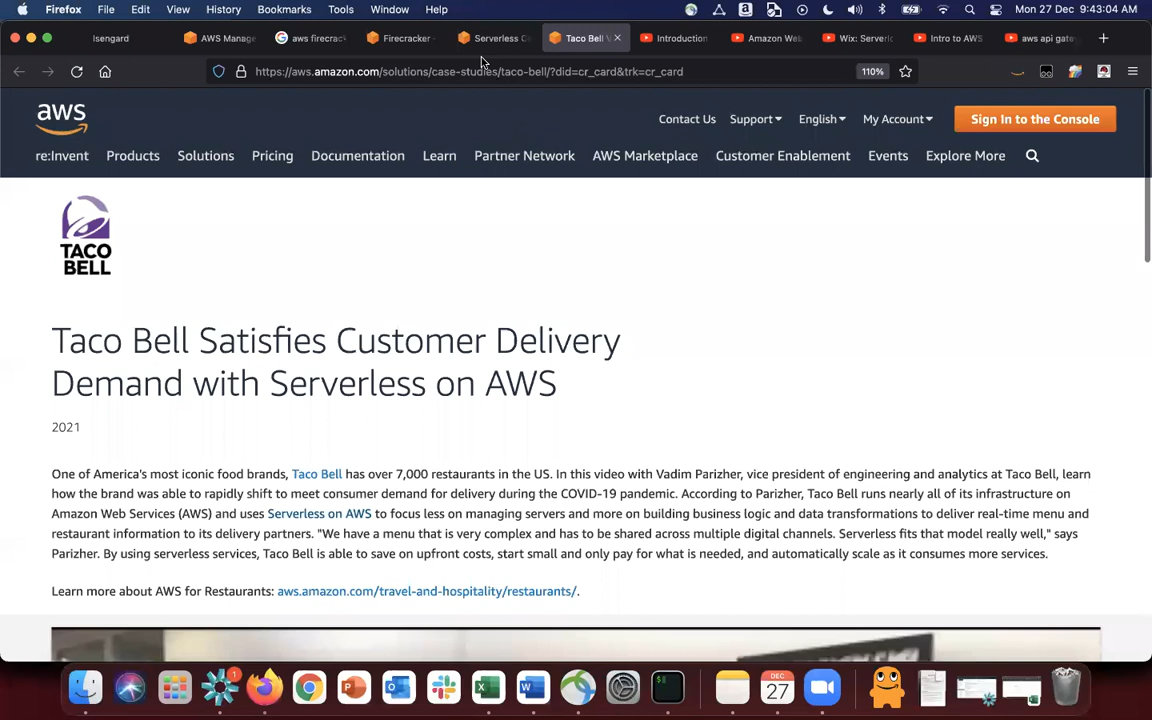 Firefox File Edit View History Bookmarks Tools Window Help Mon 27 Dec 9:43:04 AM
Isengard AWS Manage aws firecrac Firecracker Serverless C Taco Bell Introduction Amazon Web Wix: Serverl Intro to AWS aws api gate
https://aws.amazon.com/solutions/case-studies/taco-bell/?did=cr_card&trk=cr_card 110%
aws
Contact Us Support English My Account Sign In to the Console
re:Invent Products Solutions Pricing Documentation Learn Partner Network AWS Marketplace Customer Enablement Events Explore More
TACO
BELL
Taco Bell Satisfies Customer Delivery
Demand with Serverless on AWS
2021
One of America's most iconic food brands, Taco Bell has over 7,000 restaurants in the US. In this video with Vadim Parizher, vice president of engineering and analytics at Taco Bell, learn
how the brand was able to rapidly shift to meet consumer demand for delivery during the COVID-19 pandemic. According to Parizher, Taco Bell runs nearly all of its infrastructure on
Amazon Web Services (AWS) and uses Serverless on AWS to focus less on managing servers and more on building business logic and data transformations to deliver real-time menu and
restaurant information to its delivery partners. "We have a menu that is very complex and has to be shared across multiple digital channels. Serverless fits that model really well," says
Parizher. By using serverless services, Taco Bell is able to save on upfront costs, start small and only pay for what is needed, and automatically scale as it consumes more services.
Learn more about AWS for Restaurants: aws.amazon.com/travel-and-hospitality/restaurants/.
1
DEC
27